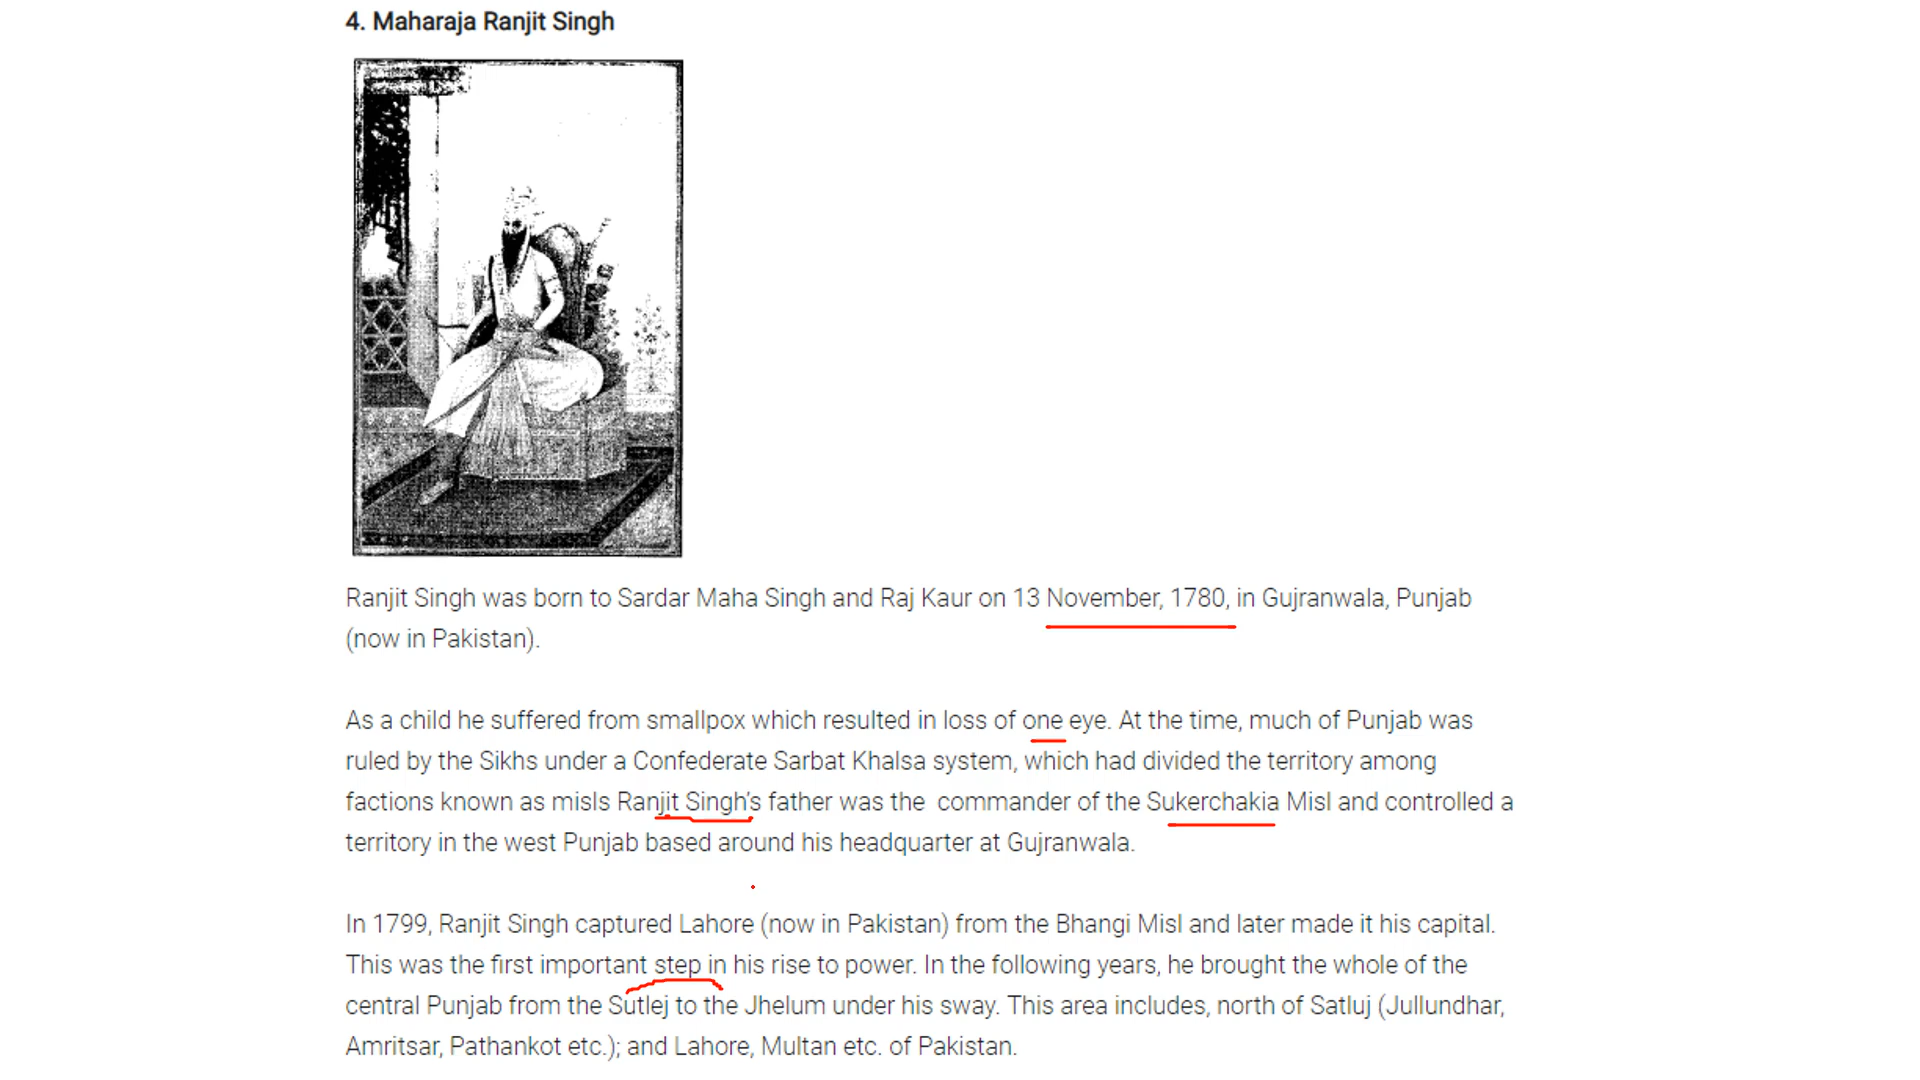 4. Maharaja Ranjit Singh
Ranjit Singh was born to Sardar Maha Singh and Raj Kaur on 13 November, 1780, in Gujranwala, Punjab
(now in Pakistan).
As a child he suffered from smallpox which resulted in loss of one eye. At the time, much of Punjab was
ruled by the Sikhs under a Confederate Sarbat Khalsa system, which had divided the territory among
factions known as misls Ranjit Singh's father was the commander of the Sukerchakia Misl and controlled a
territory in the west Punjab based around his headquarter at Gujranwala.
In 1799, Ranjit Singh captured Lahore (now in Pakistan) from the Bhangi Misl and later made it his capital.
This was the first important step in his rise to power. In the following years, he brought the whole of the
central Punjab from the Sutlej to the Jhelum under his sway. This area includes, north of Satluj (Jullundhar,
Amritsar, Pathankot etc.); and Lahore, Multan etc. of Pakistan.